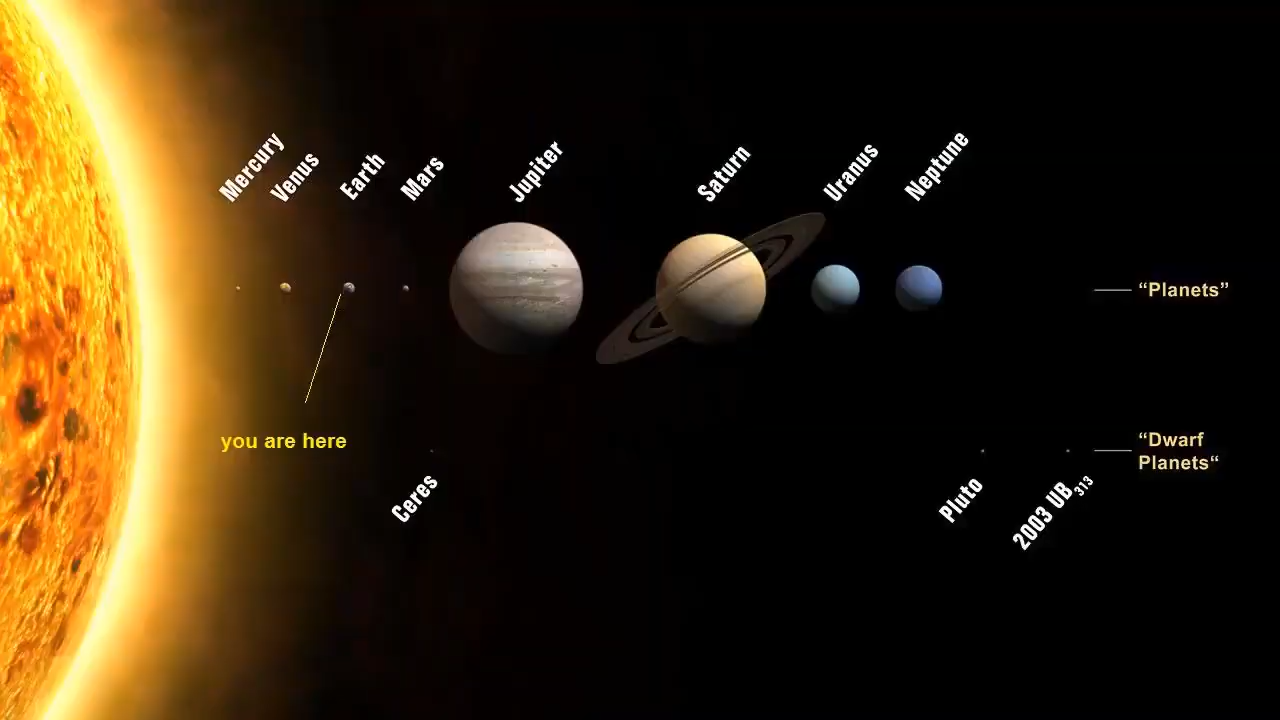 Mercury
Venus
Earth
Mars
Jupiter
Saturn
Uranus
Neptune
“Planets”
you are here
“Dwarf
Planets“
Ceres
Pluto
2003 UB313